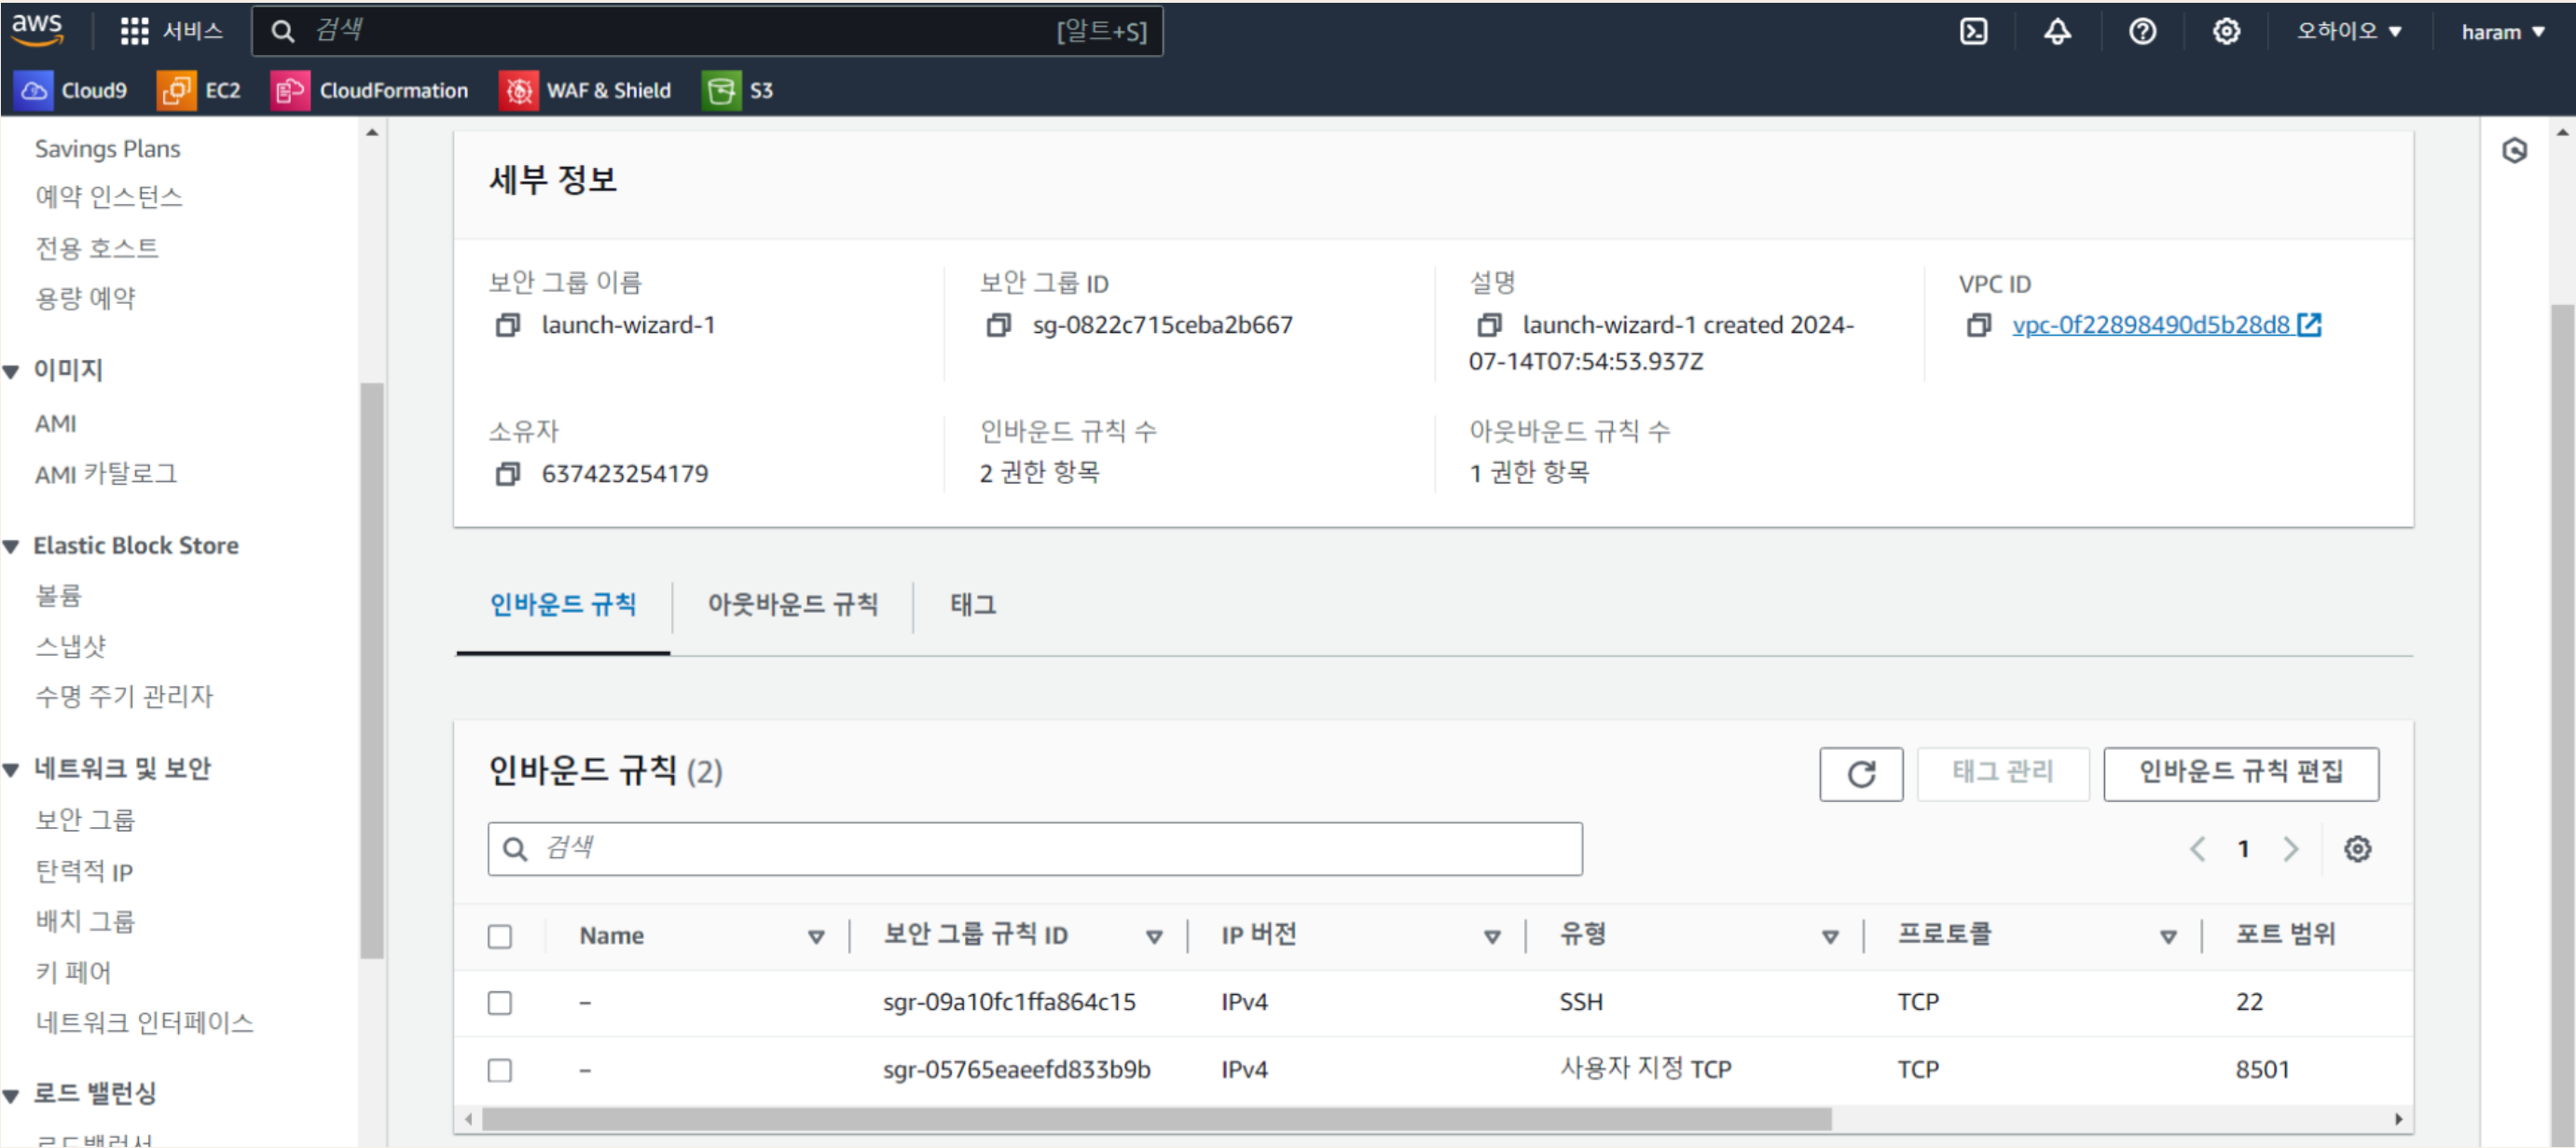 aws 서비스 검색 [알트+S] 오하이오 haram
Cloud9 EC2 CloudFormation WAF & Shield S3
Savings Plans
예약 인스턴스
전용 호스트
용량 예약
이미지
AMI
AMI 카탈로그
Elastic Block Store
볼륨
스냅샷
수명 주기 관리자
네트워크 및 보안
보안 그룹
탄력적 IP
배치 그룹
키 페어
네트워크 인터페이스
로드 밸런싱
로드밸런서
세부 정보
보안 그룹 이름
launch-wizard-1
보안 그룹 ID
sg-0822c715ceba2b667
설명
launch-wizard-1 created 2024-
07-14T07:54:53.937Z
VPC ID
vpc-0f22898490d5b28d8
소유자
637423254179
인바운드 규칙 수
2 권한 항목
아웃바운드 규칙 수
1 권한 항목
인바운드 규칙 아웃바운드 규칙 태그
인바운드 규칙 (2) 태그 관리 인바운드 규칙 편집
검색 1
Name 보안 그룹 규칙 ID IP 버전 유형 프로토콜 포트 범위
– sgr-09a10fc1ffa864c15 IPv4 SSH TCP 22
– sgr-05765eaeefd833b9b IPv4 사용자 지정 TCP TCP 8501